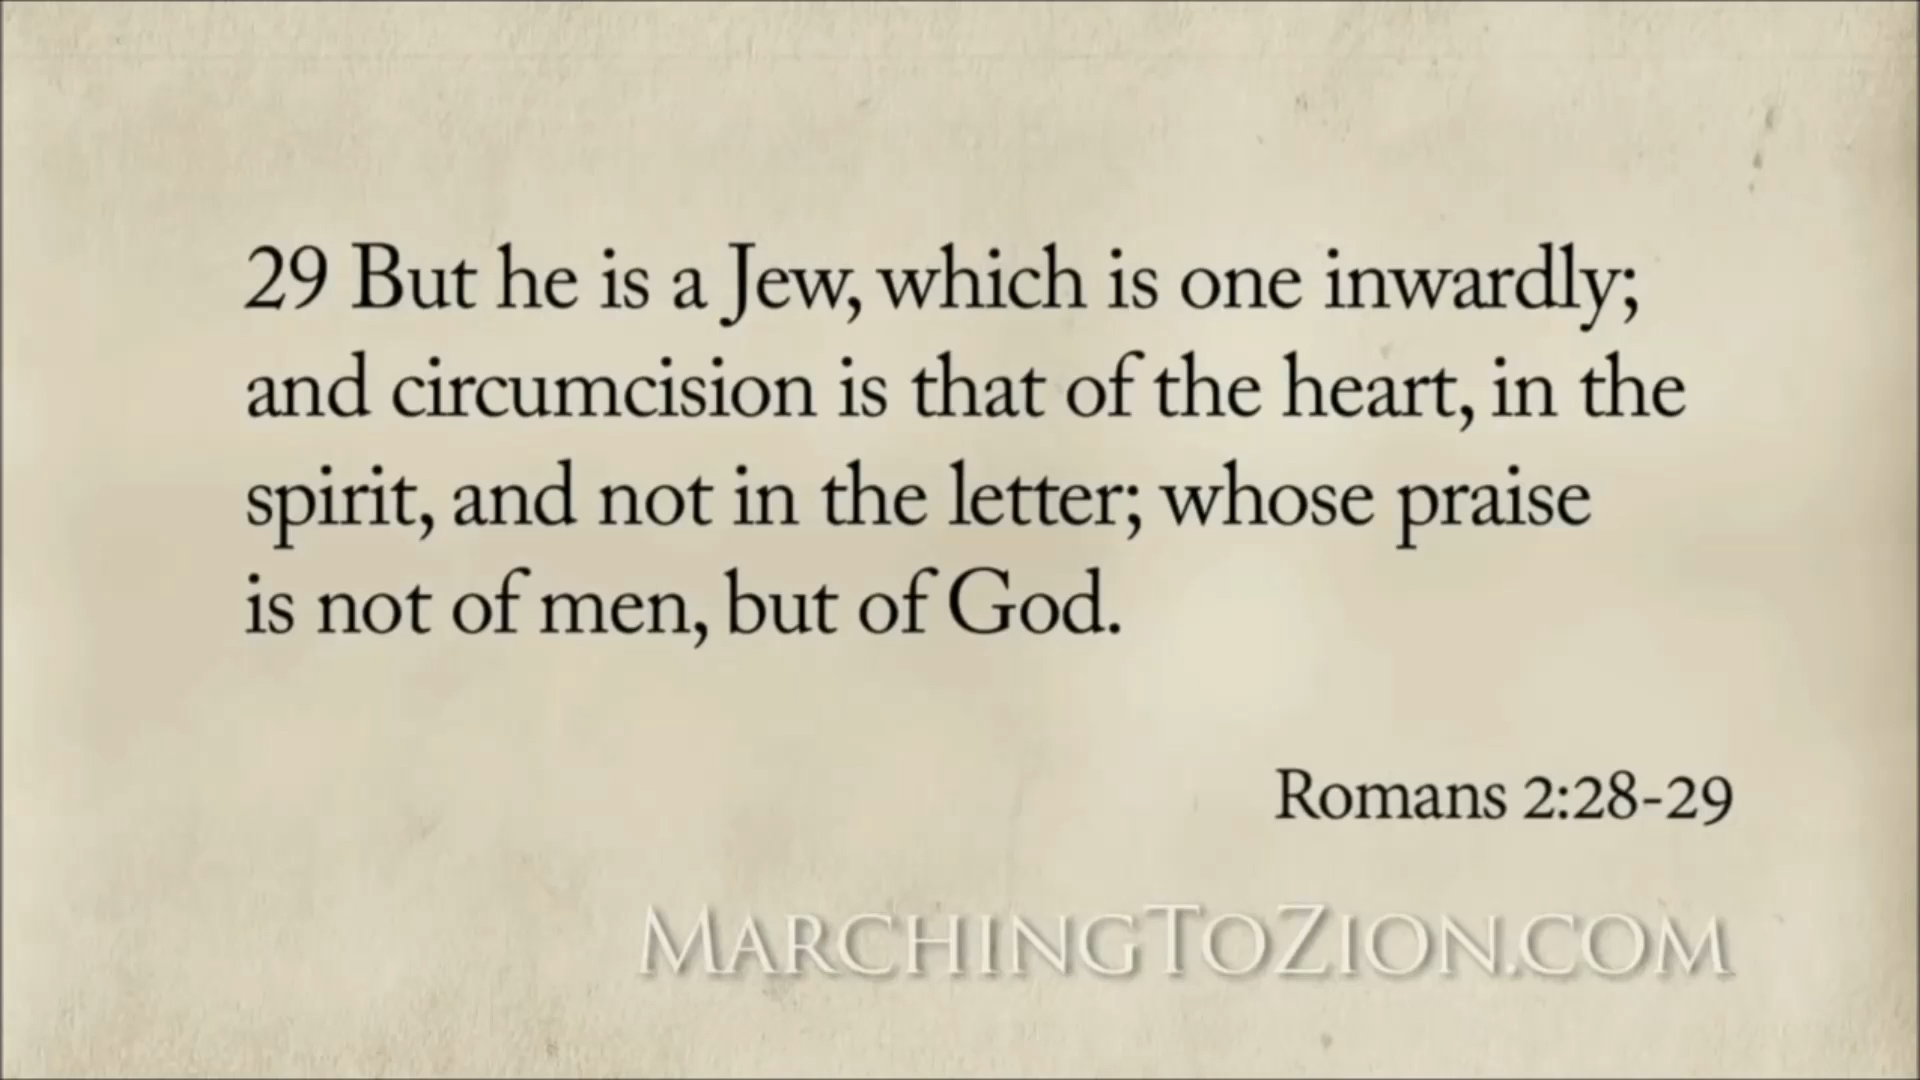 29 But he is a Jew, which is one inwardly;
and circumcision is that of the heart, in the
spirit, and not in the letter; whose praise
is not of men, but of God.
Romans 2:28-29
MARCHINGTOZION.COM